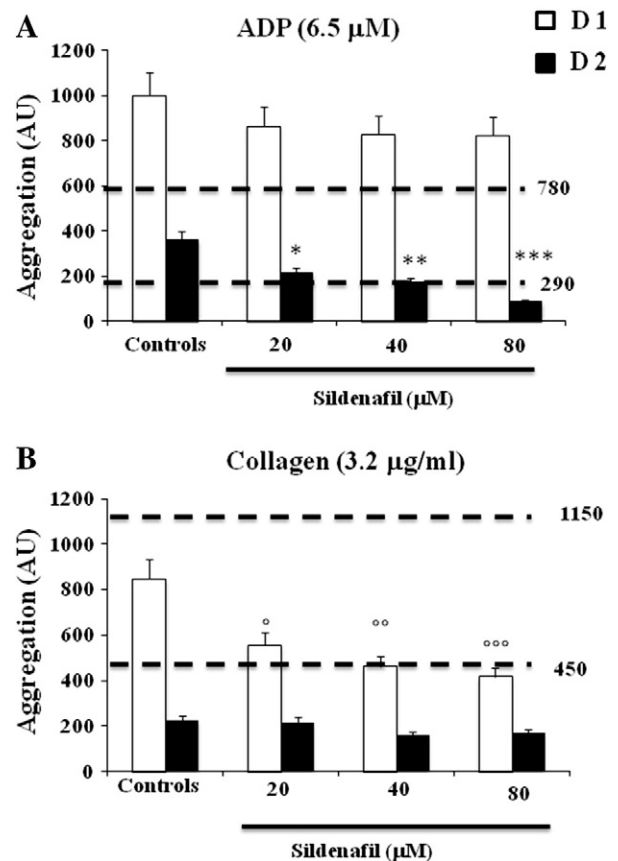 A
ADP (6.5 μM)
D 1
D 2
Aggregation (AU)
1200
1000
800
600
400
200
0
780
290
*
**
***
Controls
20
40
80
Sildenafil (μM)
B
Collagen (3.2 μg/ml)
Aggregation (AU)
1200
1000
800
600
400
200
0
1150
450
°
°°
°°°
Controls
20
40
80
Sildenafil (μM)